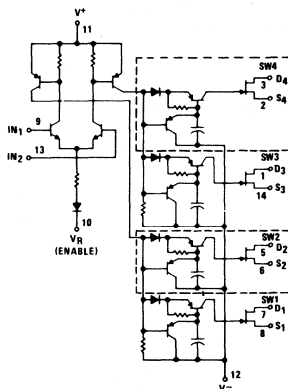 V+
11
SW4
D4
3
2
S4
IN1
9
IN2
13
SW3
D3
1
14
S3
10
VR
(ENABLE)
SW2
D2
5
6
S2
SW1
D1
7
8
S1
12
V−